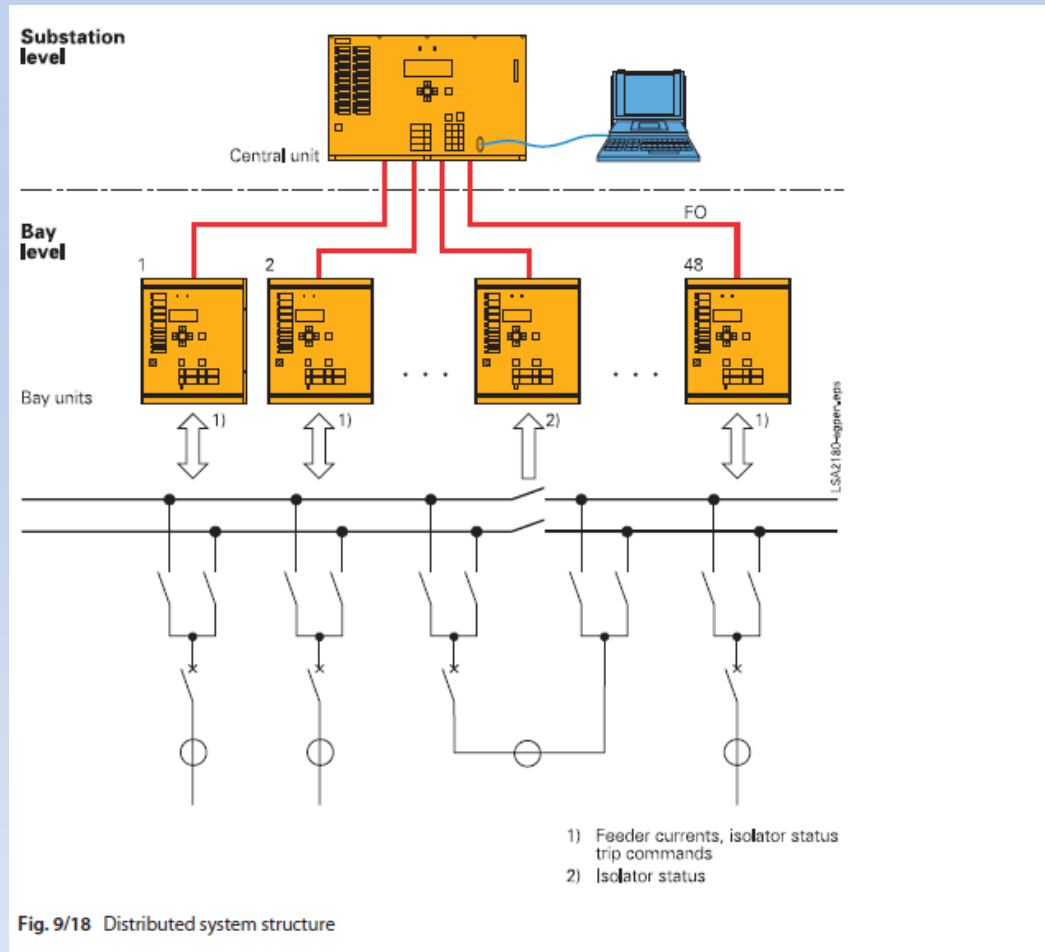 Substation
level
Central unit
FO
Bay
level
1
2
48
. . .
. . .
Bay units
1)
1)
2)
1)
LSA2180-agper.eps
1) Feeder currents, isolator status
trip commands
2) Isolator status
Fig. 9/18 Distributed system structure